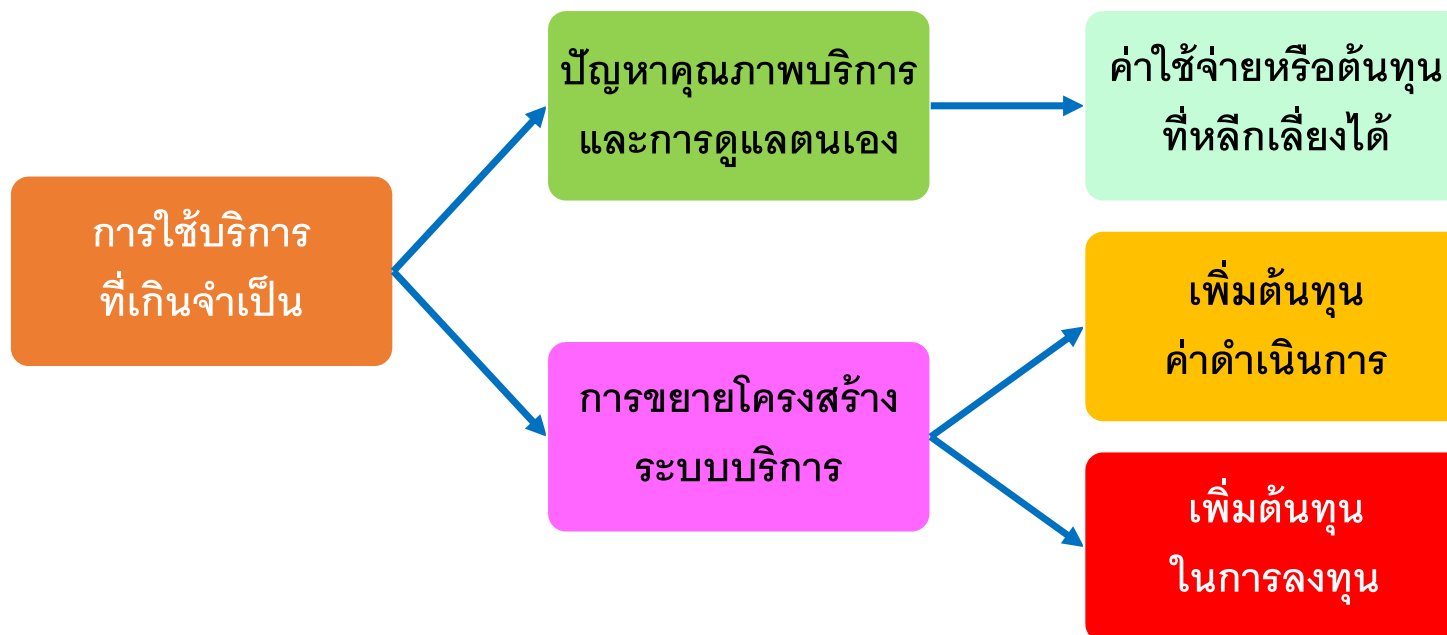 การใช้บริการ
ที่เกินจำเป็น
ปัญหาคุณภาพบริการ
และการดูแลตนเอง
ค่าใช้จ่ายหรือต้นทุน
ที่หลีกเลี่ยงได้
การขยายโครงสร้าง
ระบบบริการ
เพิ่มต้นทุน
ค่าดำเนินการ
เพิ่มต้นทุน
ในการลงทุน